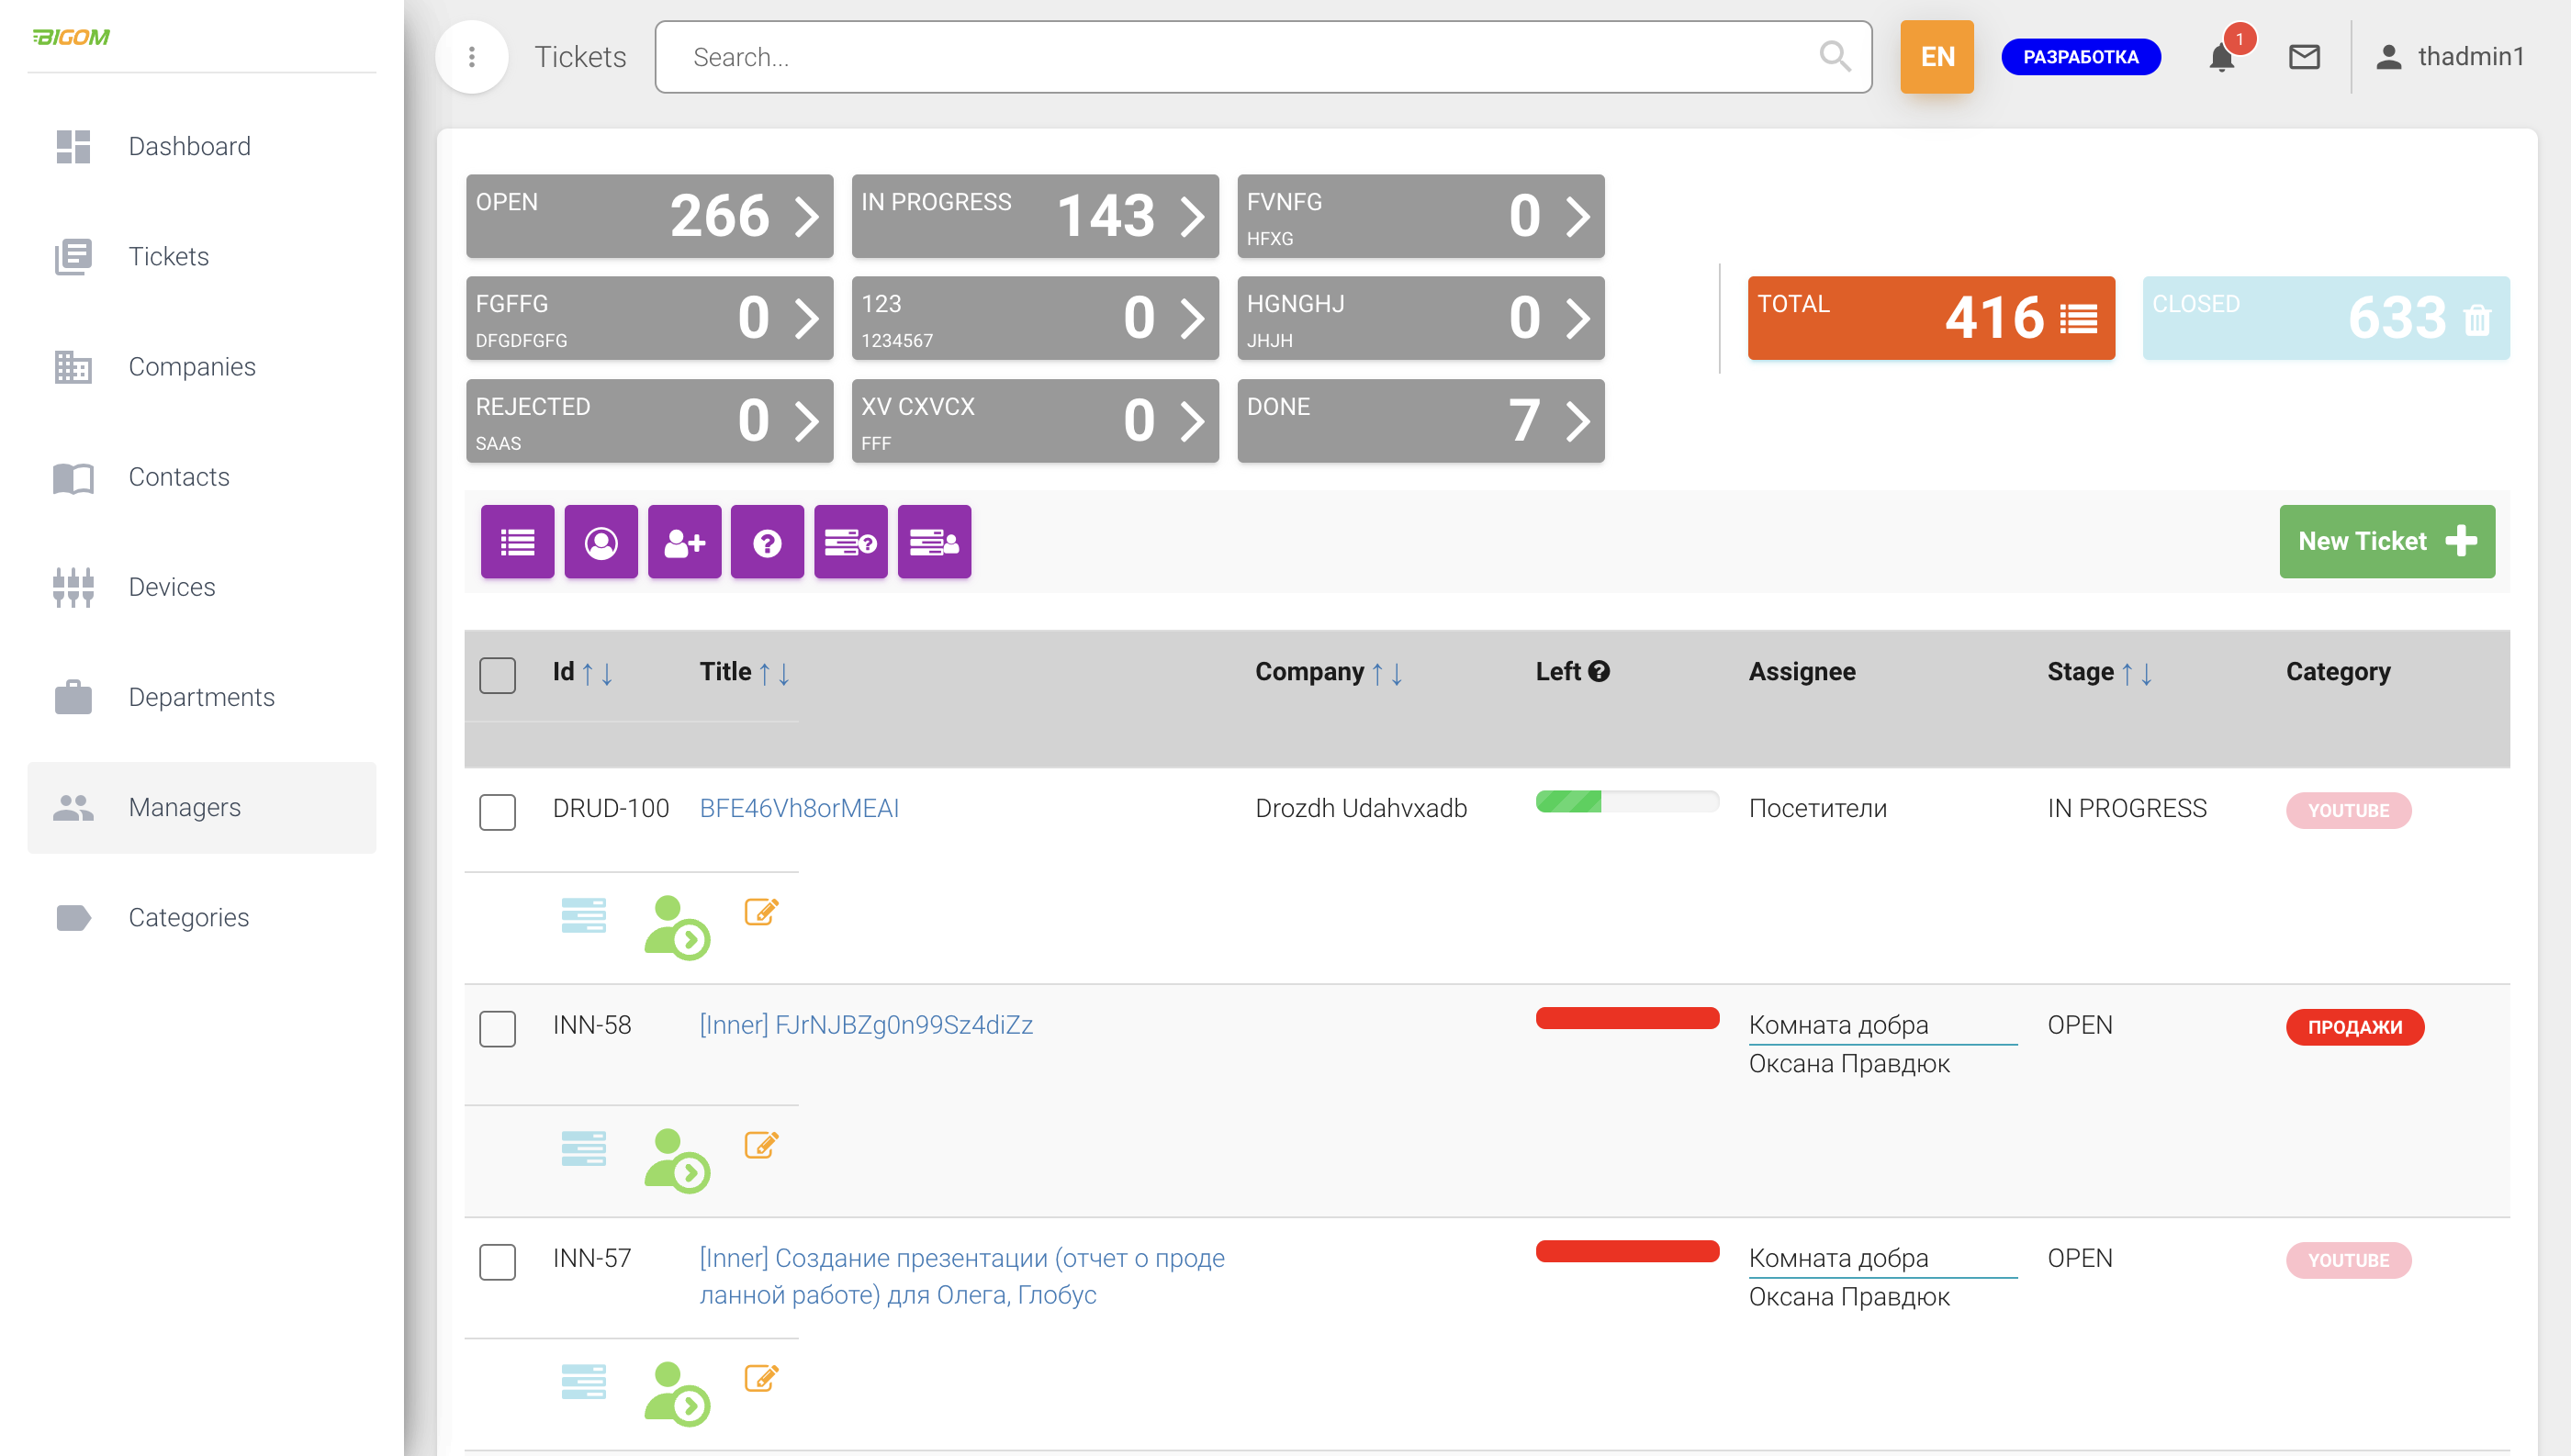 BIGOM
Dashboard
Tickets
Companies
Contacts
Devices
Departments
Managers
Categories
Tickets
Search...
EN
РАЗРАБОТКА
1
thadmin1
OPEN 266
IN PROGRESS 143
FVNFG 0
HFXG
FGFFG 0
DFGDFGFG
123 0
1234567
HGNGHJ 0
JHJH
REJECTED 0
SAAS
XV CXVCX 0
FFF
DONE 7
TOTAL 416
CLOSED 633
New Ticket
Id Title Company Left Assignee Stage Category
DRUD-100 BFE46Vh8orMEAI Drozdh Udahvxadb Посетители IN PROGRESS YOUTUBE
INN-58 [Inner] FJrNJBZg0n99Sz4diZz Комната добра OPEN ПРОДАЖИ
Оксана Правдюк
INN-57 [Inner] Создание презентации (отчет о проде Комната добра OPEN YOUTUBE
ланной работе) для Олега, Глобус Оксана Правдюк